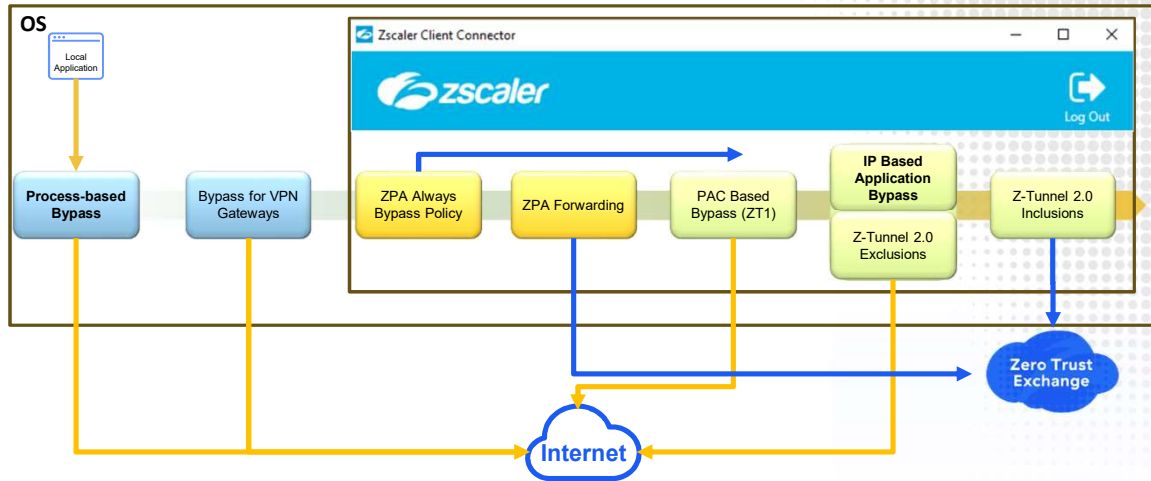 OS
Local
Application
Zscaler Client Connector
zscaler
Log Out
Process-based
Bypass
Bypass for VPN
Gateways
ZPA Always
Bypass Policy
ZPA Forwarding
PAC Based
Bypass (ZT1)
IP Based
Application
Bypass
Z-Tunnel 2.0
Exclusions
Z-Tunnel 2.0
Inclusions
Zero Trust
Exchange
Internet